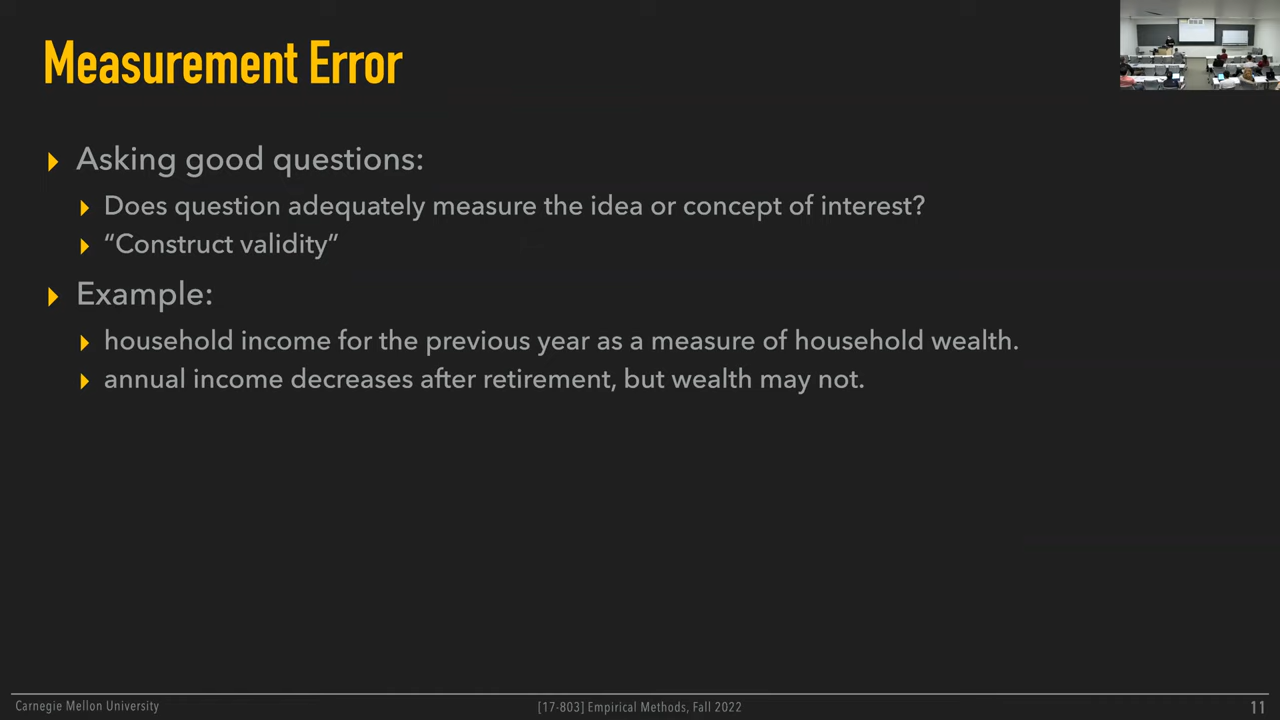 Measurement Error
Asking good questions:
Does question adequately measure the idea or concept of interest?
“Construct validity”
Example:
household income for the previous year as a measure of household wealth.
annual income decreases after retirement, but wealth may not.
Carnegie Mellon University
[17-803] Empirical Methods, Fall 2022
11